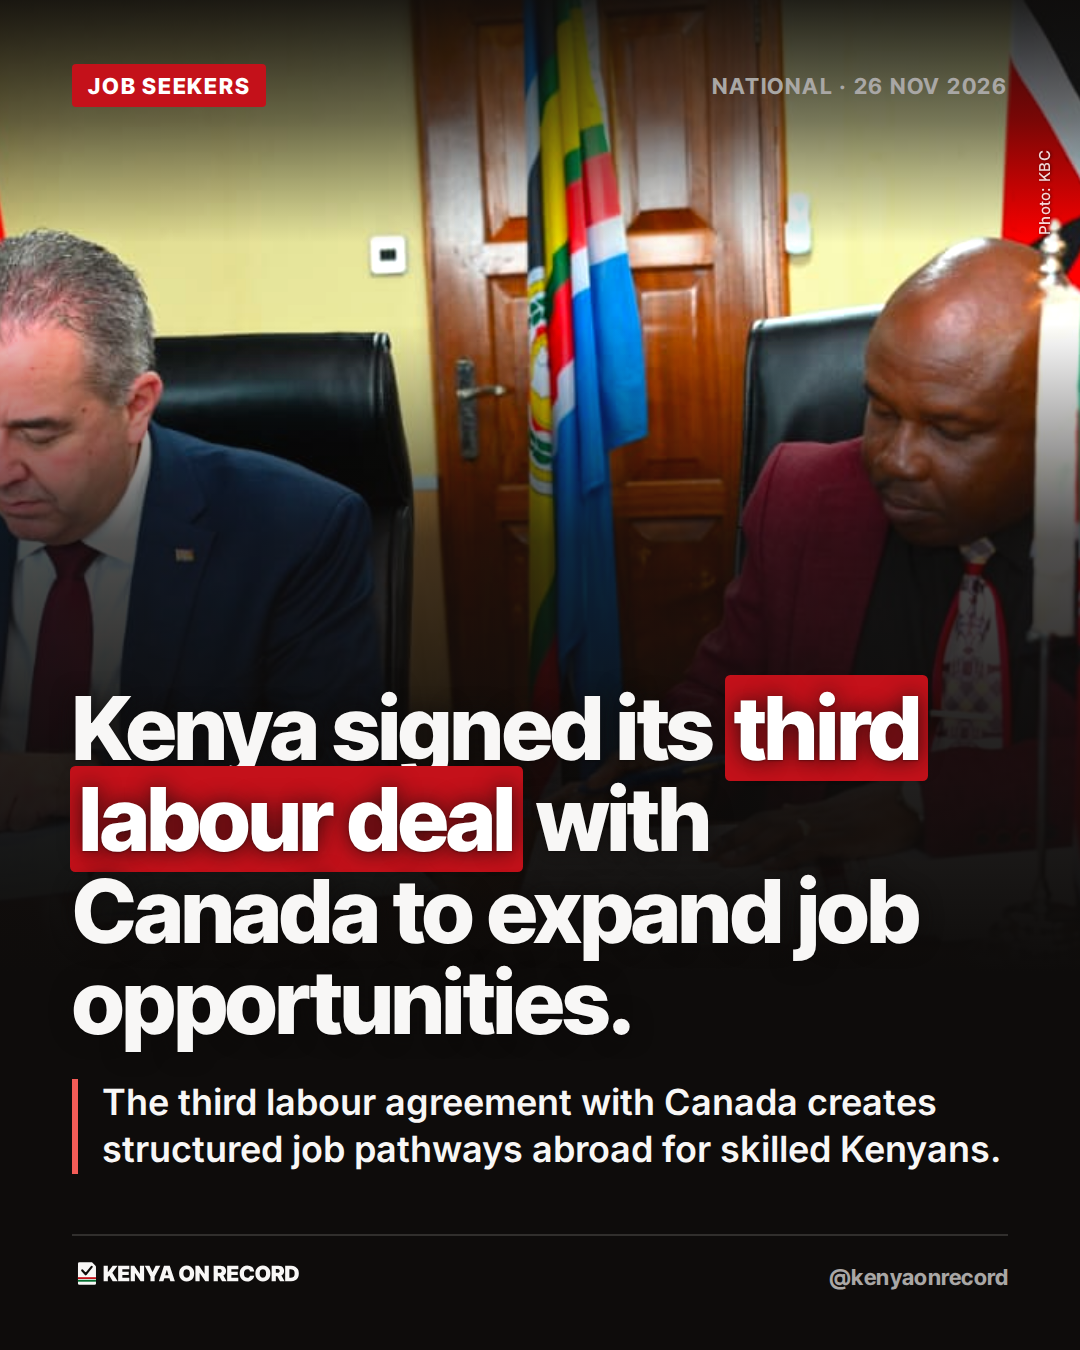 JOB SEEKERS
NATIONAL · 26 NOV 2026
Photo: KBC
Kenya signed its third
labour deal with
Canada to expand job
opportunities.
The third labour agreement with Canada creates
structured job pathways abroad for skilled Kenyans.
KENYA ON RECORD
@kenyaonrecord